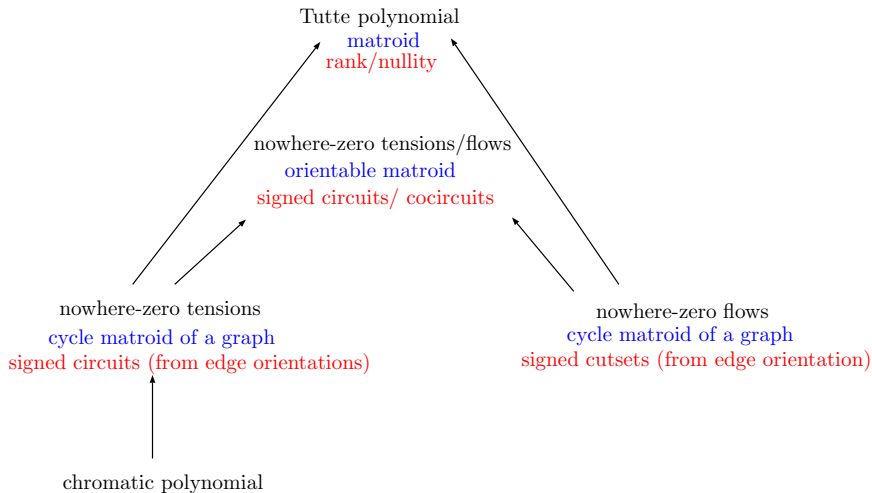 Tutte polynomial
matroid
rank/nullity
nowhere-zero tensions/flows
orientable matroid
signed circuits/ cocircuits
nowhere-zero tensions
cycle matroid of a graph
signed circuits (from edge orientations)
nowhere-zero flows
cycle matroid of a graph
signed cutsets (from edge orientation)
chromatic polynomial